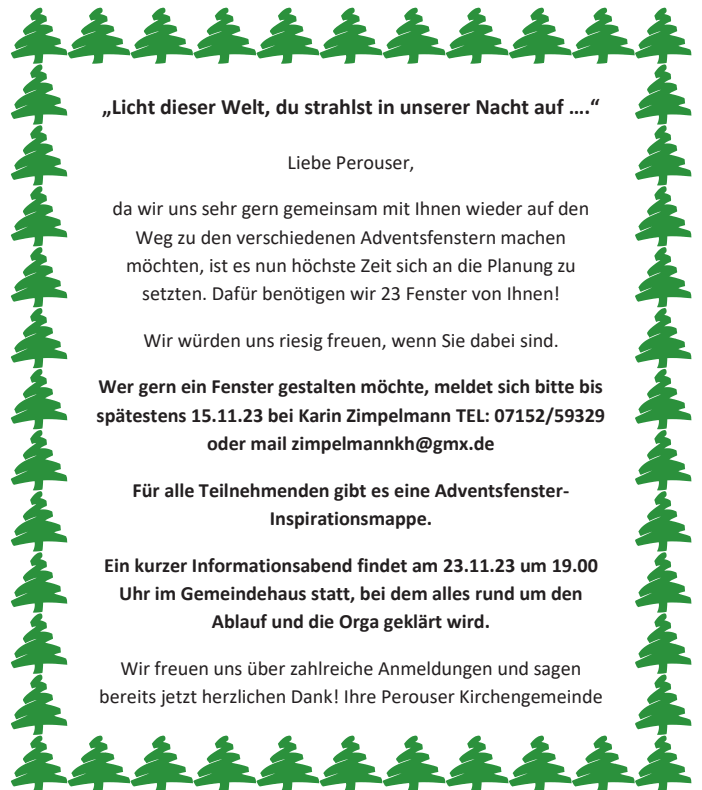 „Licht dieser Welt, du strahlst in unserer Nacht auf ….“
Liebe Perouser,
da wir uns sehr gern gemeinsam mit Ihnen wieder auf den
Weg zu den verschiedenen Adventsfenstern machen
möchten, ist es nun höchste Zeit sich an die Planung zu
setzten. Dafür benötigen wir 23 Fenster von Ihnen!
Wir würden uns riesig freuen, wenn Sie dabei sind.
Wer gern ein Fenster gestalten möchte, meldet sich bitte bis
spätestens 15.11.23 bei Karin Zimpelmann TEL: 07152/59329
oder mail zimpelmannkh@gmx.de
Für alle Teilnehmenden gibt es eine Adventsfenster-
Inspirationsmappe.
Ein kurzer Informationsabend findet am 23.11.23 um 19.00
Uhr im Gemeindehaus statt, bei dem alles rund um den
Ablauf und die Orga geklärt wird.
Wir freuen uns über zahlreiche Anmeldungen und sagen
bereits jetzt herzlichen Dank! Ihre Perouser Kirchengemeinde